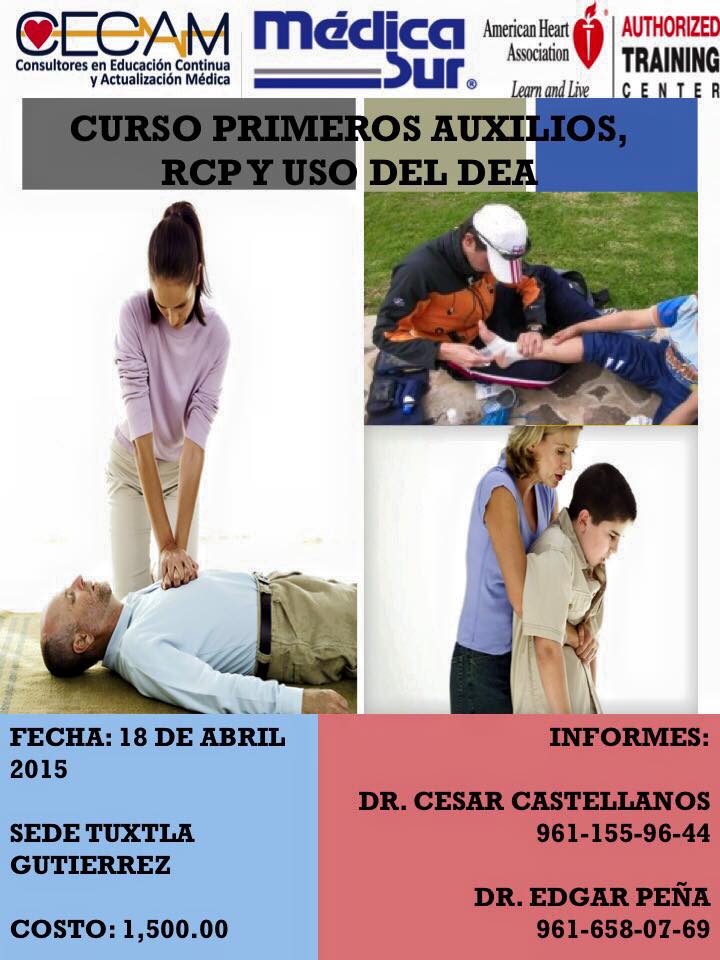 CECAM
Consultores en Educación Continua
y Actualización Médica
Médica
Sur®
American Heart
Association
Learn and Live
AUTHORIZED
TRAINING
CENTER
CURSO PRIMEROS AUXILIOS,
RCP Y USO DEL DEA
FECHA: 18 DE ABRIL
2015
SEDE TUXTLA
GUTIERREZ
COSTO: 1,500.00
INFORMES:
DR. CESAR CASTELLANOS
961-155-96-44
DR. EDGAR PEÑA
961-658-07-69